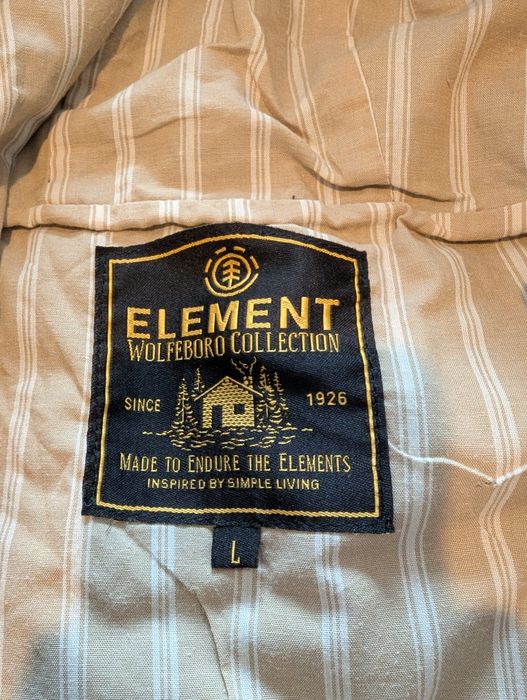 ELEMENT
WOLFEBORO COLLECTION
SINCE 1926
MADE TO ENDURE THE ELEMENTS
INSPIRED BY SIMPLE LIVING
L